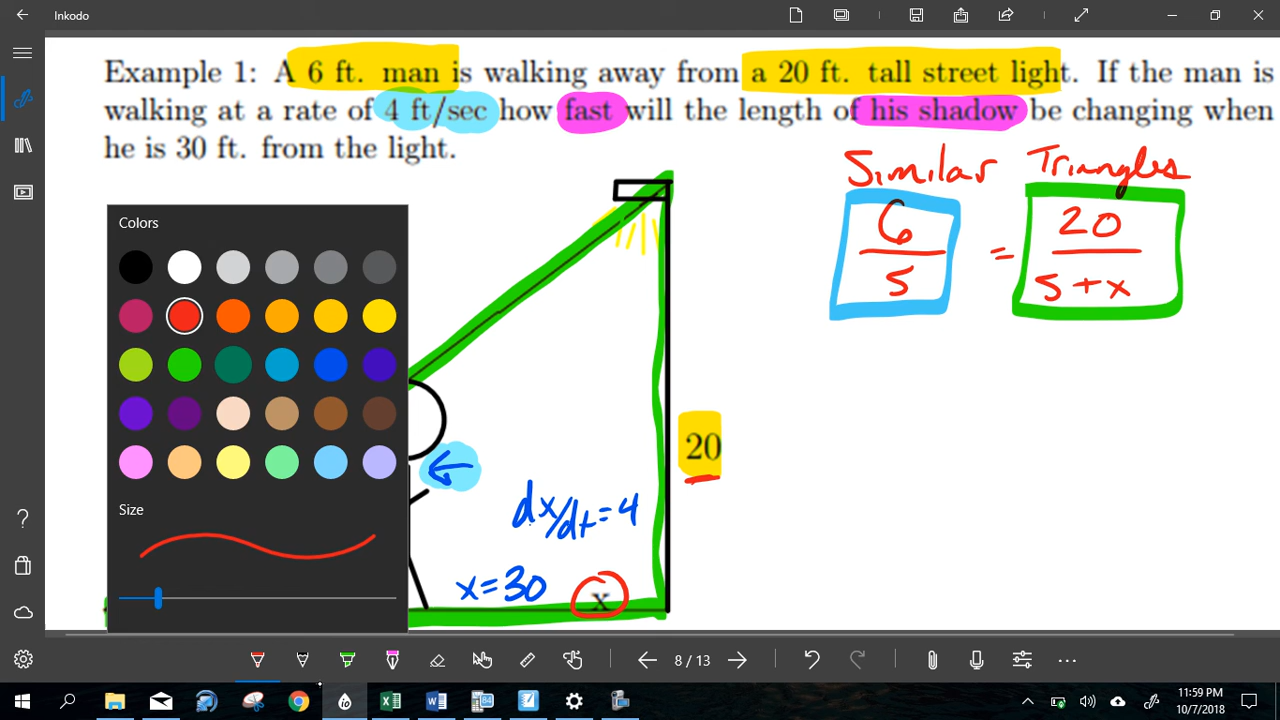 Inkodo
Example 1: A 6 ft. man is walking away from a 20 ft. tall street light. If the man is
walking at a rate of 4 ft/sec how fast will the length of his shadow be changing when
he is 30 ft. from the light.
Similar Triangles
6/s = 20/s+x
Colors
20
dx/dt=4
Size
x=30
x
8 / 13
11:59 PM
10/7/2018